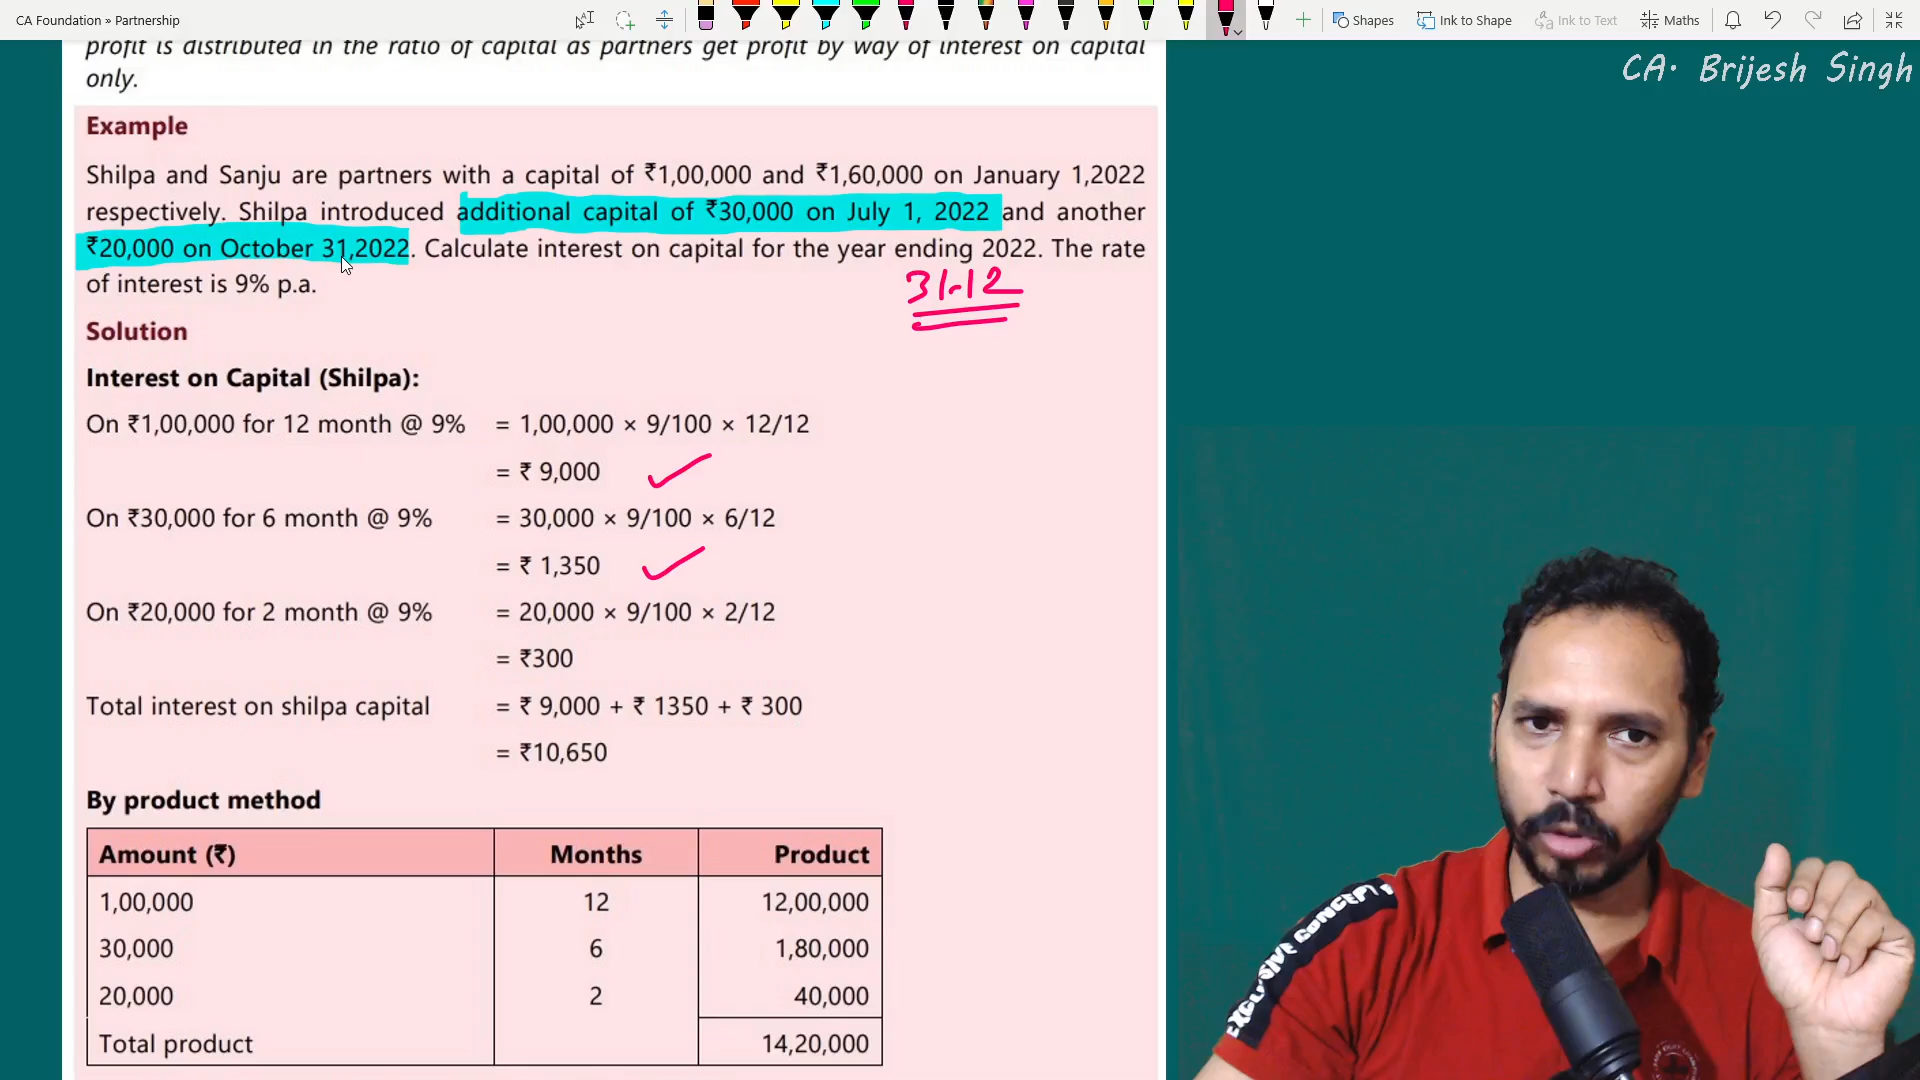 CA Foundation » Partnership
Shapes
Ink to Shape
Ink to Text
Maths
CA. Brijesh Singh
profit is distributed in the ratio of capital as partners get profit by way of interest on capital
only.
Example
Shilpa and Sanju are partners with a capital of ₹1,00,000 and ₹1,60,000 on January 1,2022
respectively. Shilpa introduced additional capital of ₹30,000 on July 1, 2022 and another
₹20,000 on October 31,2022. Calculate interest on capital for the year ending 2022. The rate
of interest is 9% p.a.
31.12
Solution
Interest on Capital (Shilpa):
On ₹1,00,000 for 12 month @ 9% = 1,00,000 × 9/100 × 12/12
= ₹ 9,000
On ₹30,000 for 6 month @ 9% = 30,000 × 9/100 × 6/12
= ₹ 1,350
On ₹20,000 for 2 month @ 9% = 20,000 × 9/100 × 2/12
= ₹300
Total interest on shilpa capital = ₹ 9,000 + ₹ 1350 + ₹ 300
= ₹10,650
By product method
Amount (₹) Months Product
1,00,000 12 12,00,000
30,000 6 1,80,000
20,000 2 40,000
Total product 14,20,000